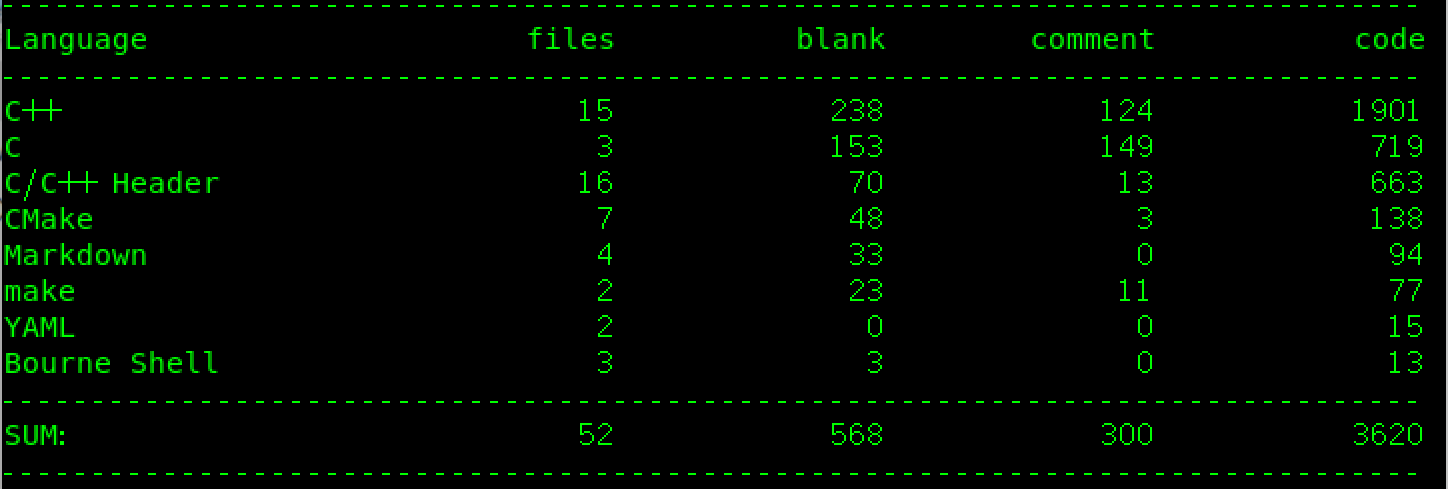 -------------------------------------------------------------------------------
Language                     files          blank        comment           code
-------------------------------------------------------------------------------
C++                             15            238            124           1901
C                                3            153            149            719
C/C++ Header                    16             70             13            663
CMake                            7             48              3            138
Markdown                         4             33              0             94
make                             2             23             11             77
YAML                             2              0              0             15
Bourne Shell                     3              3              0             13
-------------------------------------------------------------------------------
SUM:                            52            568            300           3620
-------------------------------------------------------------------------------